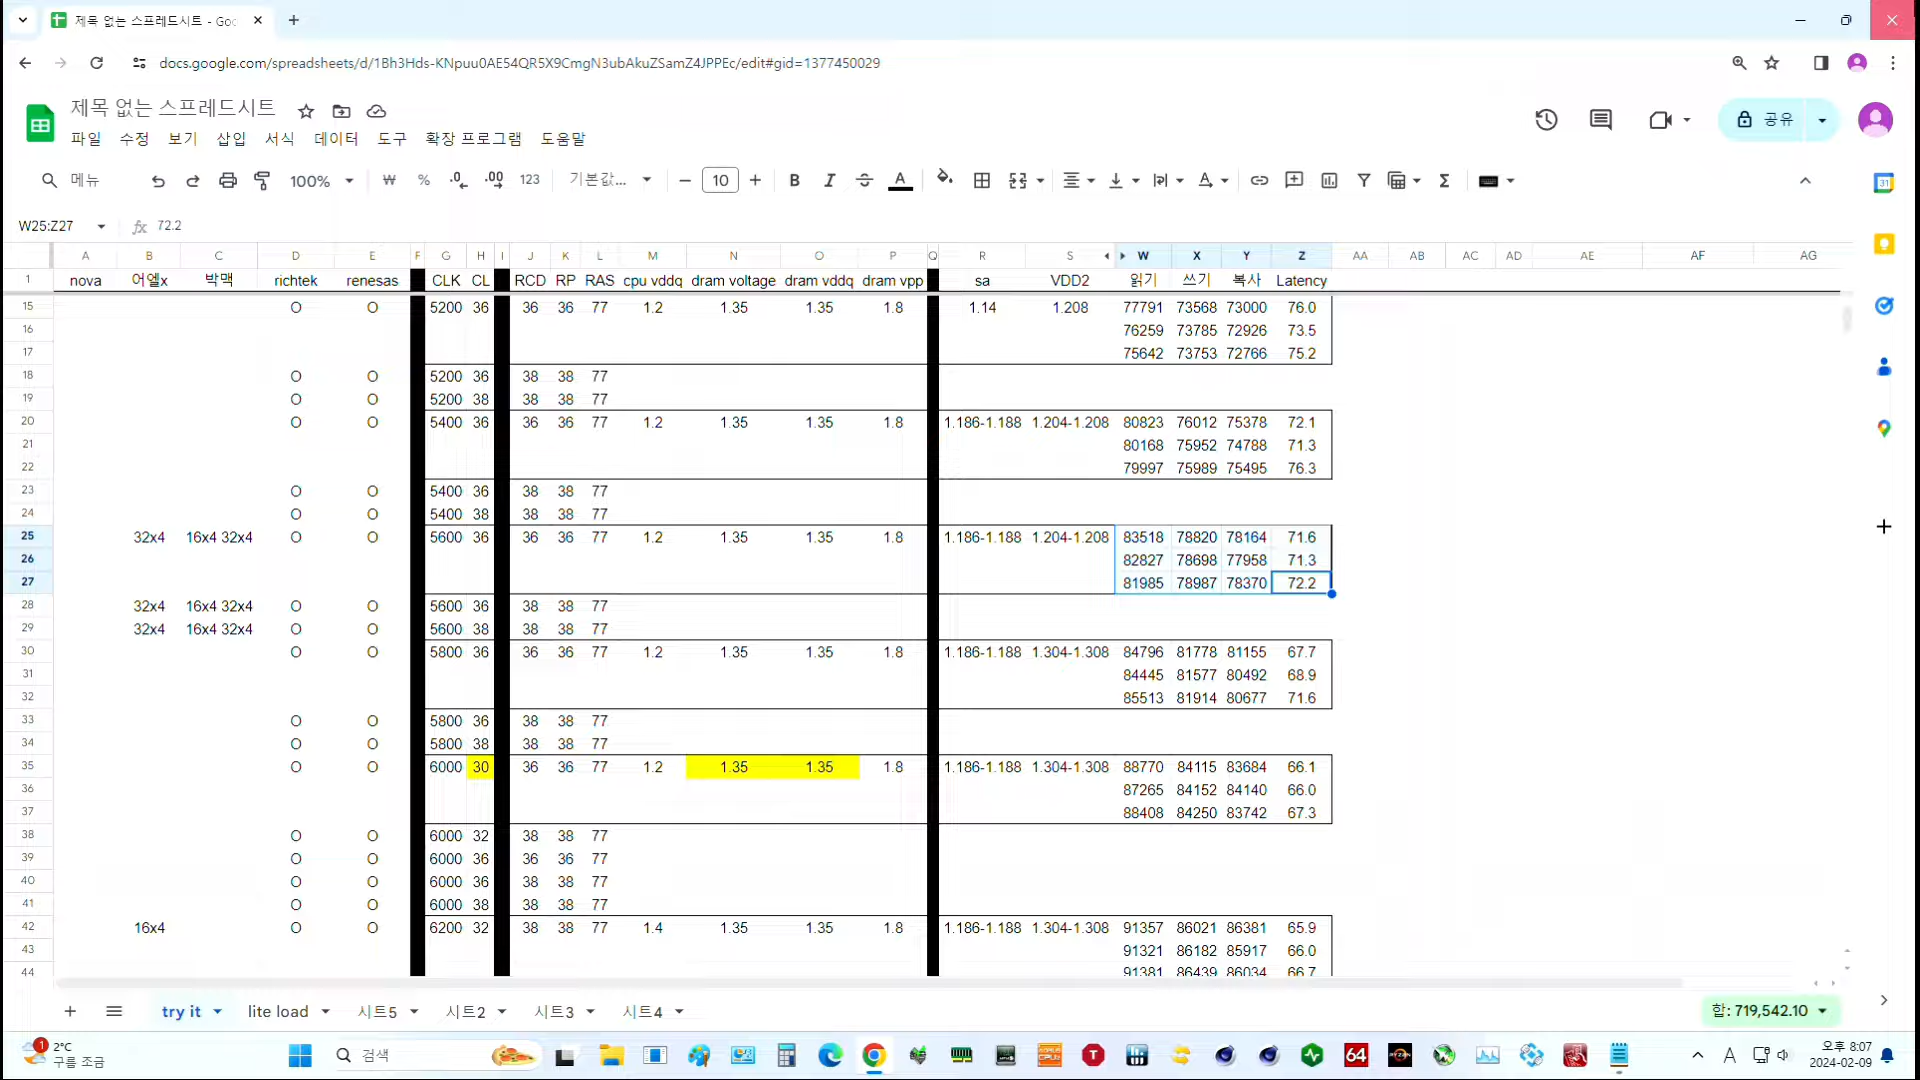 제목 없는 스프레드시트 - Goo
docs.google.com/spreadsheets/d/1Bh3Hds-KNpuu0AE54QR5X9CmgN3ubAkuZSamZ4JPPEc/edit#gid=1377450029
제목 없는 스프레드시트
파일 수정 보기 삽입 서식 데이터 도구 확장 프로그램 도움말
공유
메뉴 100% ₩ % .0 .00 123 기본값... 10 B I A
31
W25:Z27 fx 72.2
A B C D E F G H I J K L M N O P Q R S W X Y Z AA AB AC AD AE AF AG
1 nova 어엘x 박맥 richtek renesas CLK CL RCD RP RAS cpu vddq dram voltage dram vddq dram vpp sa VDD2 읽기 쓰기 복사 Latency
15 O O 5200 36 36 36 77 1.2 1.35 1.35 1.8 1.14 1.208 77791 73568 73000 76.0
16 76259 73785 72926 73.5
17 75642 73753 72766 75.2
18 O O 5200 36 38 38 77
19 O O 5200 38 38 38 77
20 O O 5400 36 36 36 77 1.2 1.35 1.35 1.8 1.186-1.188 1.204-1.208 80823 76012 75378 72.1
21 80168 75952 74788 71.3
22 79997 75989 75495 76.3
23 O O 5400 36 38 38 77
24 O O 5400 38 38 38 77
25 32x4 16x4 32x4 O O 5600 36 36 36 77 1.2 1.35 1.35 1.8 1.186-1.188 1.204-1.208 83518 78820 78164 71.6
26 82827 78698 77958 71.3
27 81985 78987 78370 72.2
28 32x4 16x4 32x4 O O 5600 36 38 38 77
29 32x4 16x4 32x4 O O 5600 38 38 38 77
30 O O 5800 36 36 36 77 1.2 1.35 1.35 1.8 1.186-1.188 1.304-1.308 84796 81778 81155 67.7
31 84445 81577 80492 68.9
32 85513 81914 80677 71.6
33 O O 5800 36 38 38 77
34 O O 5800 38 38 38 77
35 O O 6000 30 36 36 77 1.2 1.35 1.35 1.8 1.186-1.188 1.304-1.308 88770 84115 83684 66.1
36 87265 84152 84140 66.0
37 88408 84250 83742 67.3
38 O O 6000 32 38 38 77
39 O O 6000 36 36 36 77
40 O O 6000 36 38 38 77
41 O O 6000 38 38 38 77
42 16x4 O O 6200 32 38 38 77 1.4 1.35 1.35 1.8 1.186-1.188 1.304-1.308 91357 86021 86381 65.9
43 91321 86182 85917 66.0
44 91381 86439 86034 66.7
try it lite load 시트5 시트2 시트3 시트4 합: 719,542.10
1 2°C
구름 조금
검색
64
A
오후 8:07
2024-02-09